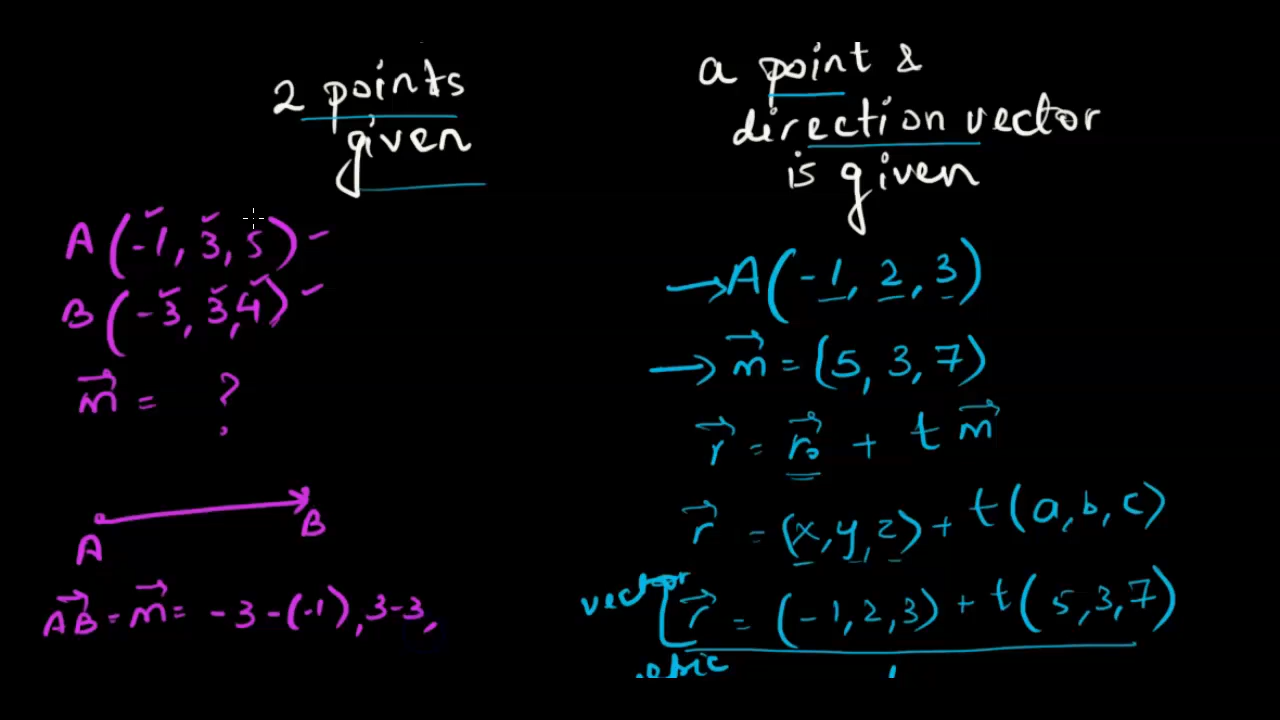 2 points
given
A (-1, 3, 5) -
B (-3, 3, 4) -
m⃗ = ?
A B
AB⃗ = m⃗ = -3 - (-1), 3-3,
a point &
direction vector
is given
→ A (-1, 2, 3)
→ m⃗ = (5, 3, 7)
r⃗ = r⃗₀ + t m⃗
r⃗ = (x, y, z) + t (a, b, c)
vector
r⃗ = (-1, 2, 3) + t (5, 3, 7)